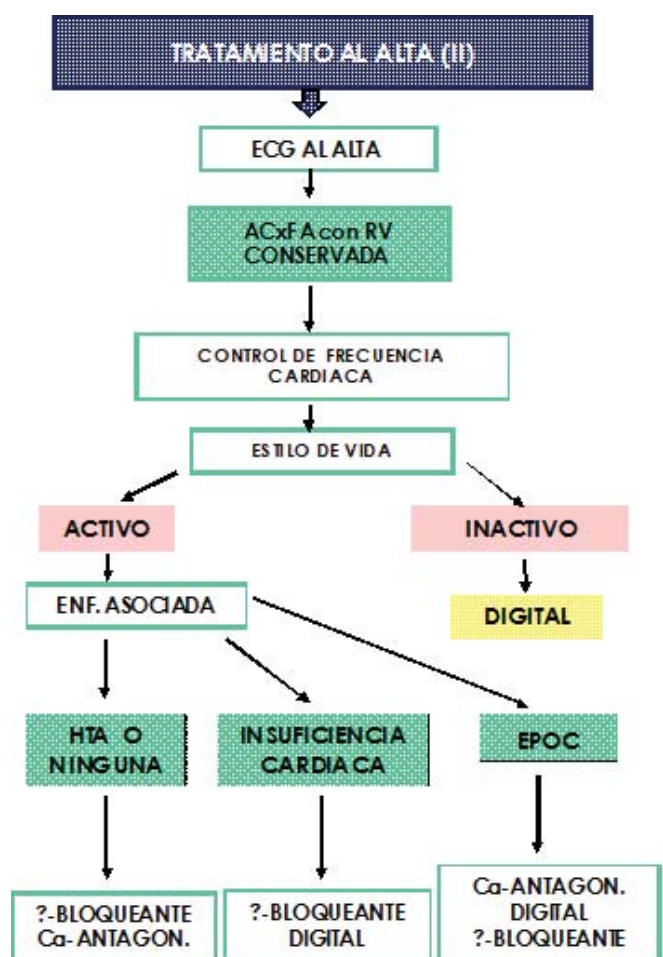 TRATAMIENTO AL ALTA (II)
ECG AL ALTA
ACxFA con RV
CONSERVADA
CONTROL DE FRECUENCIA
CARDIACA
ESTILO DE VIDA
ACTIVO
INACTIVO
ENF. ASOCIADA
DIGITAL
HTA O
NINGUNA
INSUFICIENCIA
CARDIACA
EPOC
?-BLOQUEANTE
Ca-ANTAGON.
?-BLOQUEANTE
DIGITAL
Ca-ANTAGON.
DIGITAL
?-BLOQUEANTE